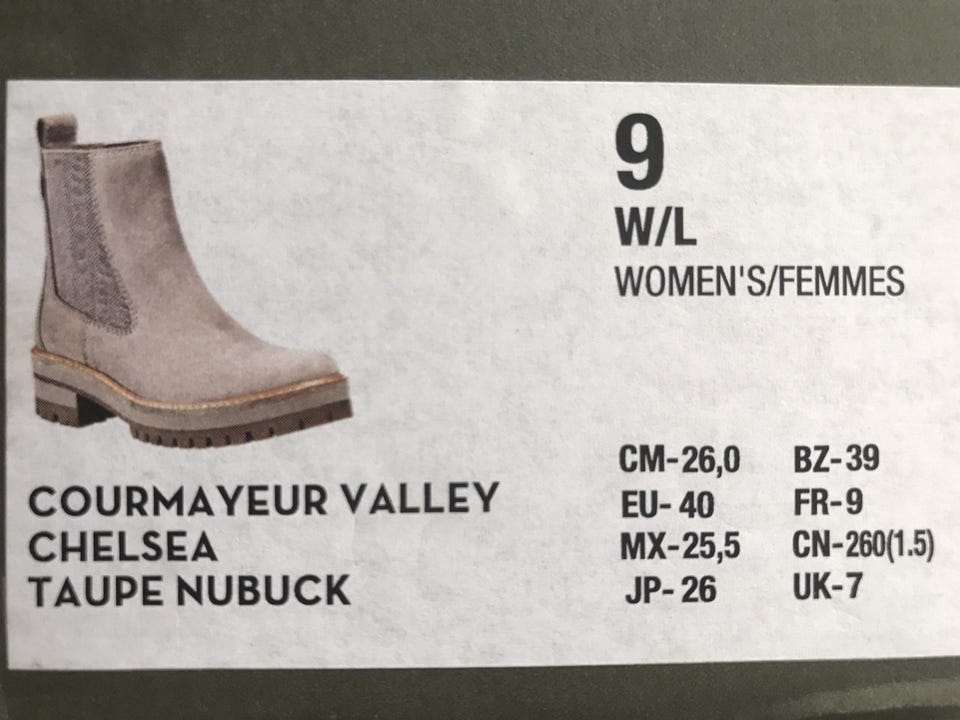 9
W/L
WOMEN'S/FEMMES
CM-26,0 BZ-39
EU- 40 FR-9
MX-25,5 CN-260(1.5)
JP- 26 UK-7
COURMAYEUR VALLEY
CHELSEA
TAUPE NUBUCK